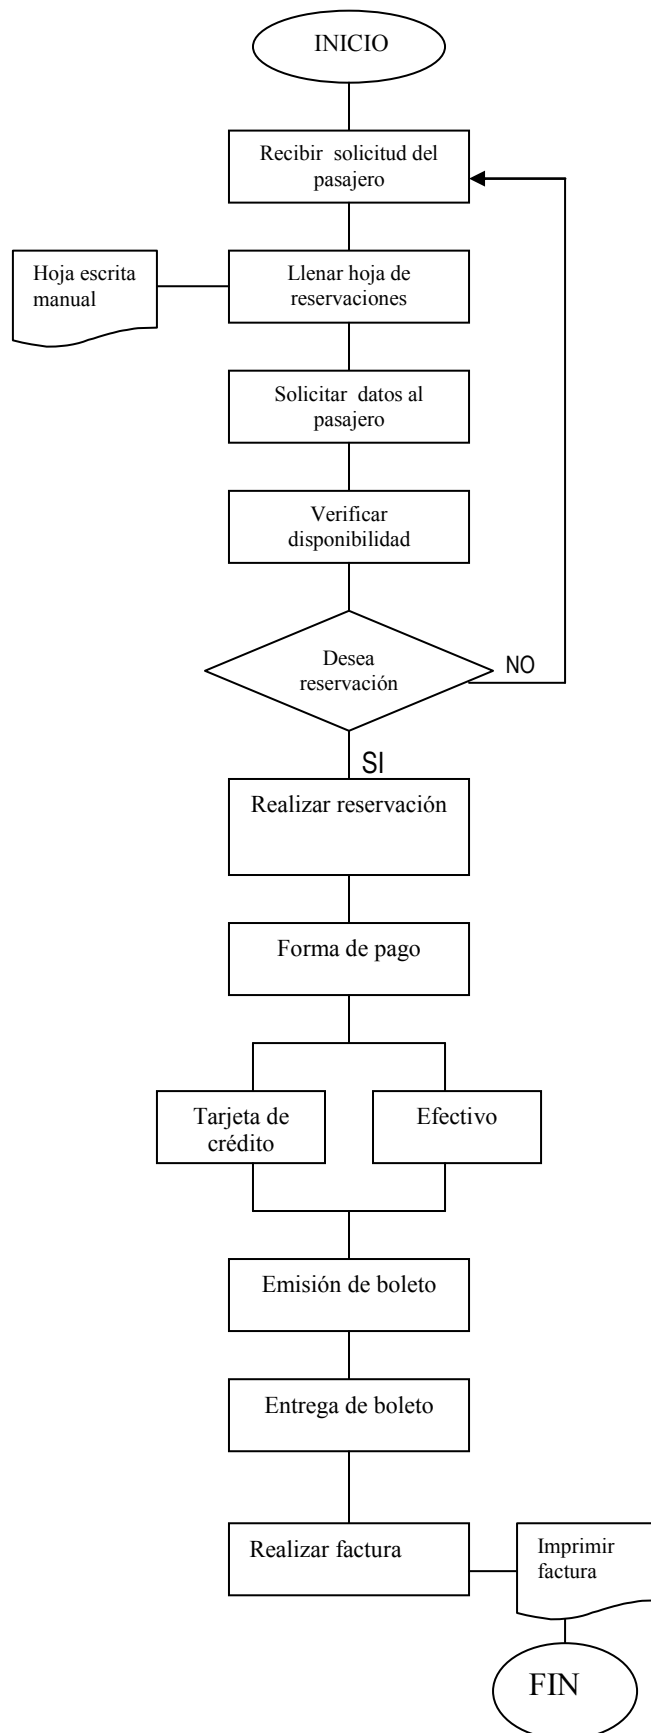 INICIO
Recibir solicitud del
pasajero
Hoja escrita
manual
Llenar hoja de
reservaciones
Solicitar datos al
pasajero
Verificar
disponibilidad
Desea
reservación
NO
SI
Realizar reservación
Forma de pago
Tarjeta de
crédito
Efectivo
Emisión de boleto
Entrega de boleto
Realizar factura
Imprimir
factura
FIN